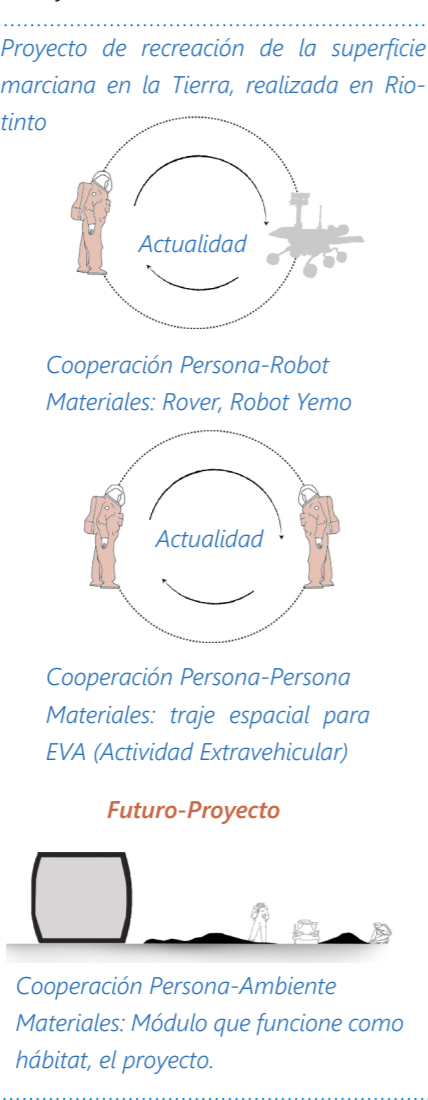 Proyecto de recreación de la superficie
marciana en la Tierra, realizada en Rio-
tinto
Actualidad
Cooperación Persona-Robot
Materiales: Rover, Robot Yemo
Actualidad
Cooperación Persona-Persona
Materiales: traje espacial para
EVA (Actividad Extravehicular)
Futuro-Proyecto
Cooperación Persona-Ambiente
Materiales: Módulo que funcione como
hábitat, el proyecto.